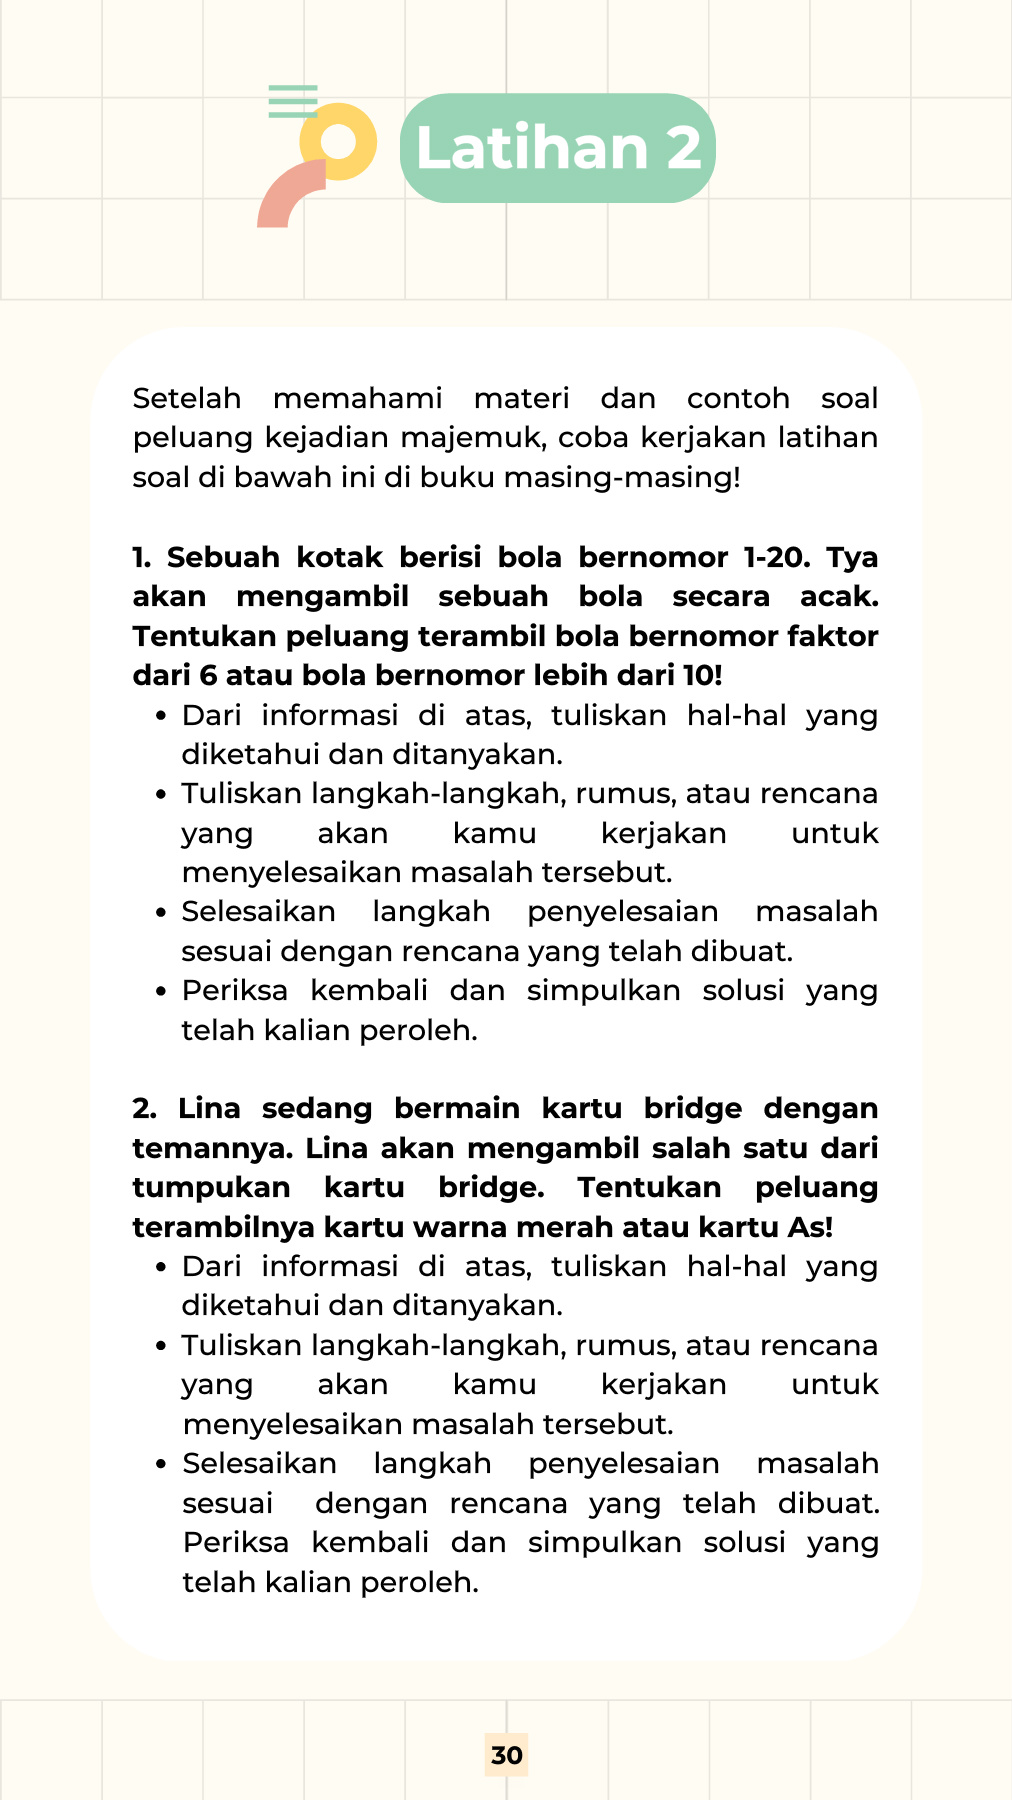 Latihan 2
Setelah memahami materi dan contoh soal
peluang kejadian majemuk, coba kerjakan latihan
soal di bawah ini di buku masing-masing!
1. Sebuah kotak berisi bola bernomor 1-20. Tya
akan mengambil sebuah bola secara acak.
Tentukan peluang terambil bola bernomor faktor
dari 6 atau bola bernomor lebih dari 10!
• Dari informasi di atas, tuliskan hal-hal yang
diketahui dan ditanyakan.
• Tuliskan langkah-langkah, rumus, atau rencana
yang akan kamu kerjakan untuk
menyelesaikan masalah tersebut.
• Selesaikan langkah penyelesaian masalah
sesuai dengan rencana yang telah dibuat.
• Periksa kembali dan simpulkan solusi yang
telah kalian peroleh.
2. Lina sedang bermain kartu bridge dengan
temannya. Lina akan mengambil salah satu dari
tumpukan kartu bridge. Tentukan peluang
terambilnya kartu warna merah atau kartu As!
• Dari informasi di atas, tuliskan hal-hal yang
diketahui dan ditanyakan.
• Tuliskan langkah-langkah, rumus, atau rencana
yang akan kamu kerjakan untuk
menyelesaikan masalah tersebut.
• Selesaikan langkah penyelesaian masalah
sesuai dengan rencana yang telah dibuat.
Periksa kembali dan simpulkan solusi yang
telah kalian peroleh.
30